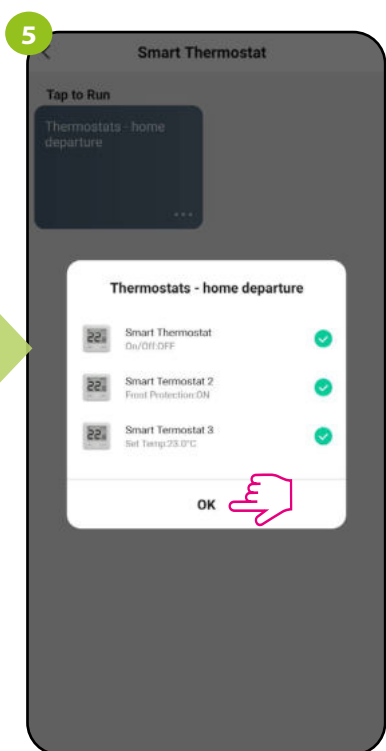 5
Smart Thermostat
Tap to Run
Thermostats - home
departure
Thermostats - home departure
Smart Thermostat
On/Off:OFF
Smart Termostat 2
Frost Protection:ON
Smart Termostat 3
Set Temp:23.0°C
OK